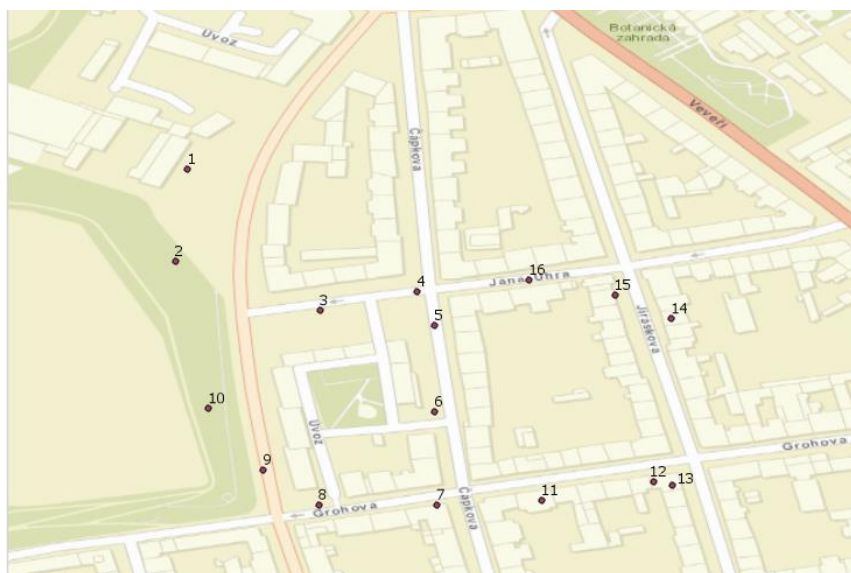 Úvoz
Botanická
zahrada
Veveří
Čápkova
1
2
16
Jana Uhra
4
15
3
14
5
Jiráskova
10
6
Úvoz
Grohova
9
12
13
8
7
11
Grohova
Čápkova